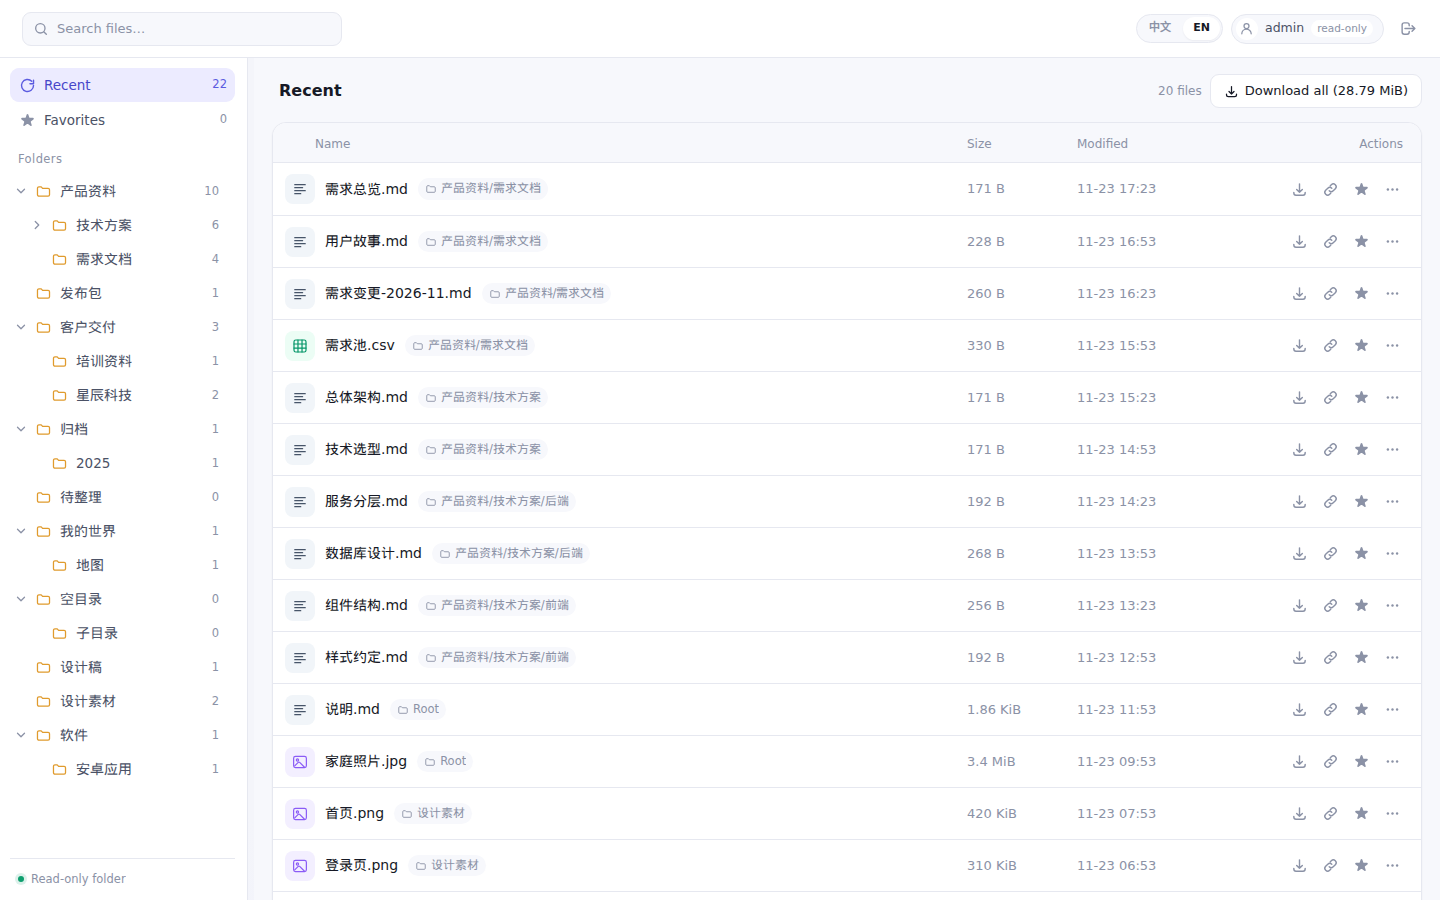 Search files…
中文 EN admin read-only
Recent 22
Favorites 0
Folders
产品资料 10
技术方案 6
需求文档 4
发布包 1
客户交付 3
培训资料 1
星辰科技 2
归档 1
2025 1
待整理 0
我的世界 1
地图 1
空目录 0
子目录 0
设计稿 1
设计素材 2
软件 1
安卓应用 1
Read-only folder
Recent
20 files Download all (28.79 MiB)
Name Size Modified Actions
需求总览.md 产品资料/需求文档 171 B 11-23 17:23
用户故事.md 产品资料/需求文档 228 B 11-23 16:53
需求变更-2026-11.md 产品资料/需求文档 260 B 11-23 16:23
需求池.csv 产品资料/需求文档 330 B 11-23 15:53
总体架构.md 产品资料/技术方案 171 B 11-23 15:23
技术选型.md 产品资料/技术方案 171 B 11-23 14:53
服务分层.md 产品资料/技术方案/后端 192 B 11-23 14:23
数据库设计.md 产品资料/技术方案/后端 268 B 11-23 13:53
组件结构.md 产品资料/技术方案/前端 256 B 11-23 13:23
样式约定.md 产品资料/技术方案/前端 192 B 11-23 12:53
说明.md Root 1.86 KiB 11-23 11:53
家庭照片.jpg Root 3.4 MiB 11-23 09:53
首页.png 设计素材 420 KiB 11-23 07:53
登录页.png 设计素材 310 KiB 11-23 06:53